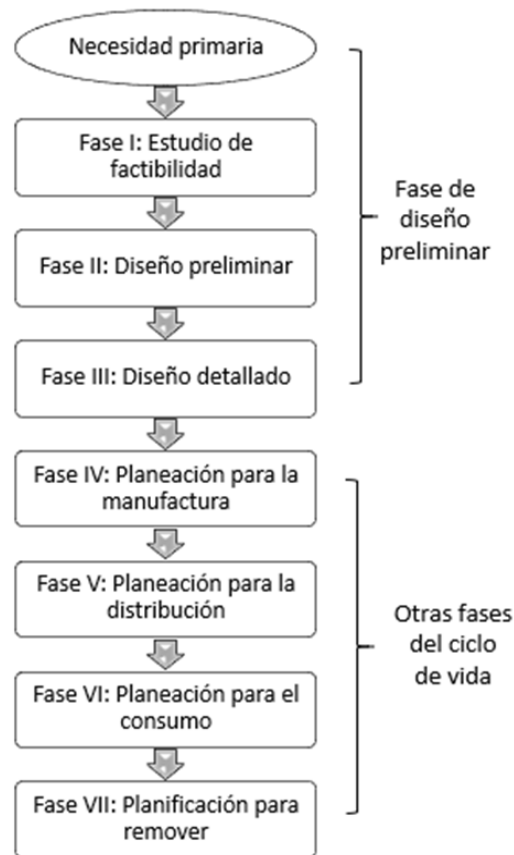 Necesidad primaria
Fase I: Estudio de
factibilidad
Fase II: Diseño preliminar
Fase III: Diseño detallado
Fase de
diseño
preliminar
Fase IV: Planeación para la
manufactura
Fase V: Planeación para la
distribución
Fase VI: Planeación para el
consumo
Fase VII: Planificación para
remover
Otras fases
del ciclo
de vida